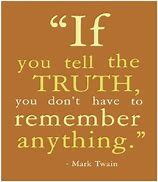 “If
you tell the
TRUTH,
you don't have to
remember
anything.”
- Mark Twain